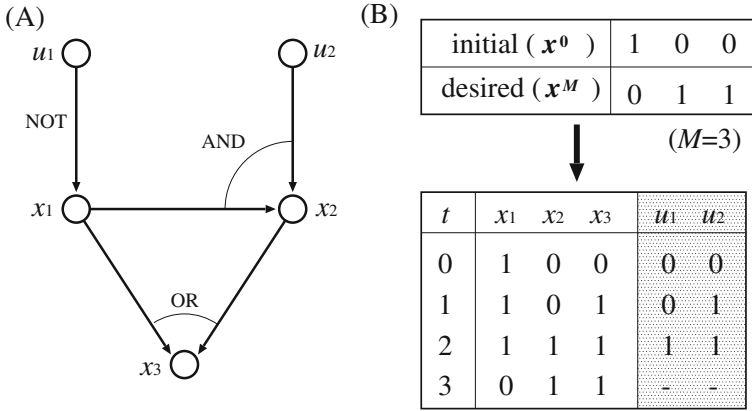 (A)
u1
u2
NOT
AND
x1
x2
OR
x3
(B)
initial ( x⁰ ) 1 0 0
desired ( xᴹ ) 0 1 1
(M=3)
t x1 x2 x3 u1 u2
0 1 0 0 0 0
1 1 0 1 0 1
2 1 1 1 1 1
3 0 1 1 - -